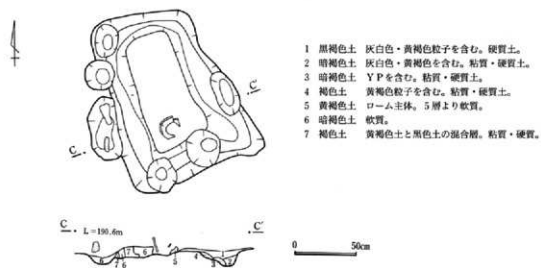 1 黒褐色土 灰白色・黄褐色粒子を含む。硬質土。
2 暗褐色土 灰白色・黄褐色を含む。粘質・硬質土。
3 暗褐色土 YPを含む。粘質・硬質土。
4 褐色土 黄褐色粒子を含む。粘質・硬質土。
5 黄褐色土 ローム主体。5層より軟質。
6 暗褐色土 軟質。
7 褐色土 黄褐色土と黒色土の混合層。粘質・硬質。
C'
C
C L=190.6m C'
0 50cm